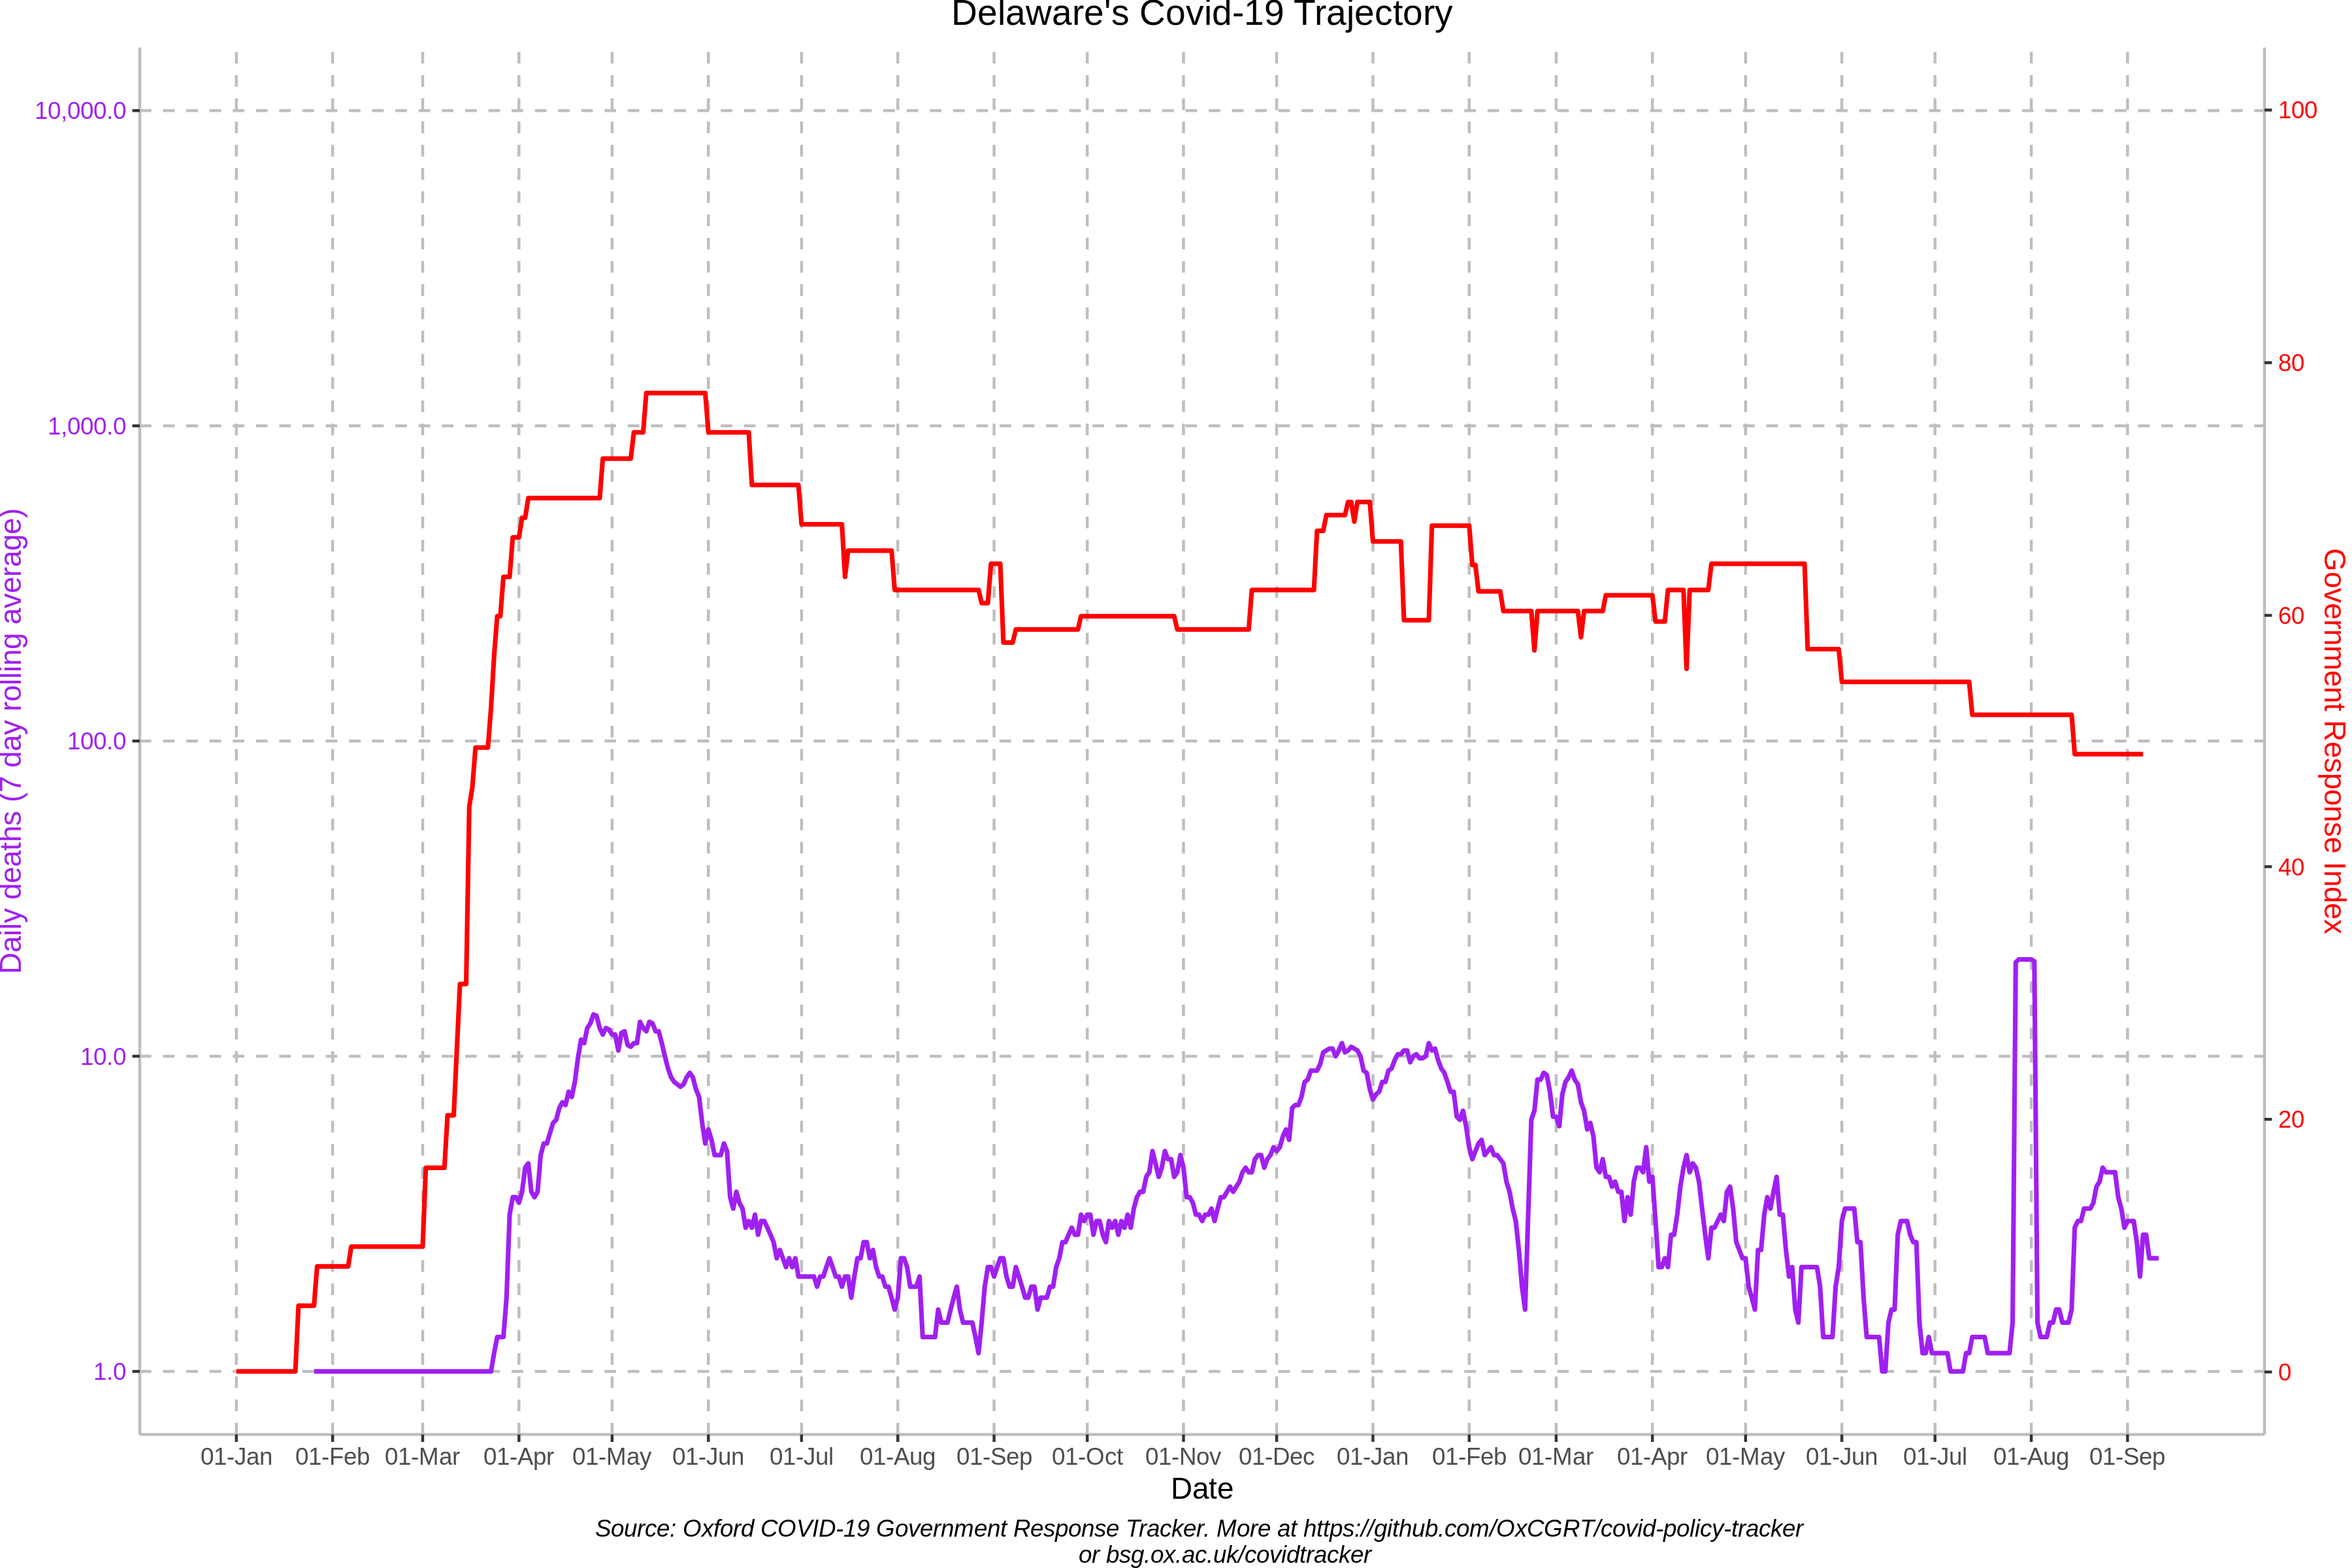 Delaware's Covid-19 Trajectory
10,000.0
1,000.0
100.0
10.0
1.0
Daily deaths (7 day rolling average)
100
80
60
40
20
0
Government Response Index
01-Jan 01-Feb 01-Mar 01-Apr 01-May 01-Jun 01-Jul 01-Aug 01-Sep 01-Oct 01-Nov 01-Dec 01-Jan 01-Feb 01-Mar 01-Apr 01-May 01-Jun 01-Jul 01-Aug 01-Sep
Date
Source: Oxford COVID-19 Government Response Tracker. More at https://github.com/OxCGRT/covid-policy-tracker
or bsg.ox.ac.uk/covidtracker